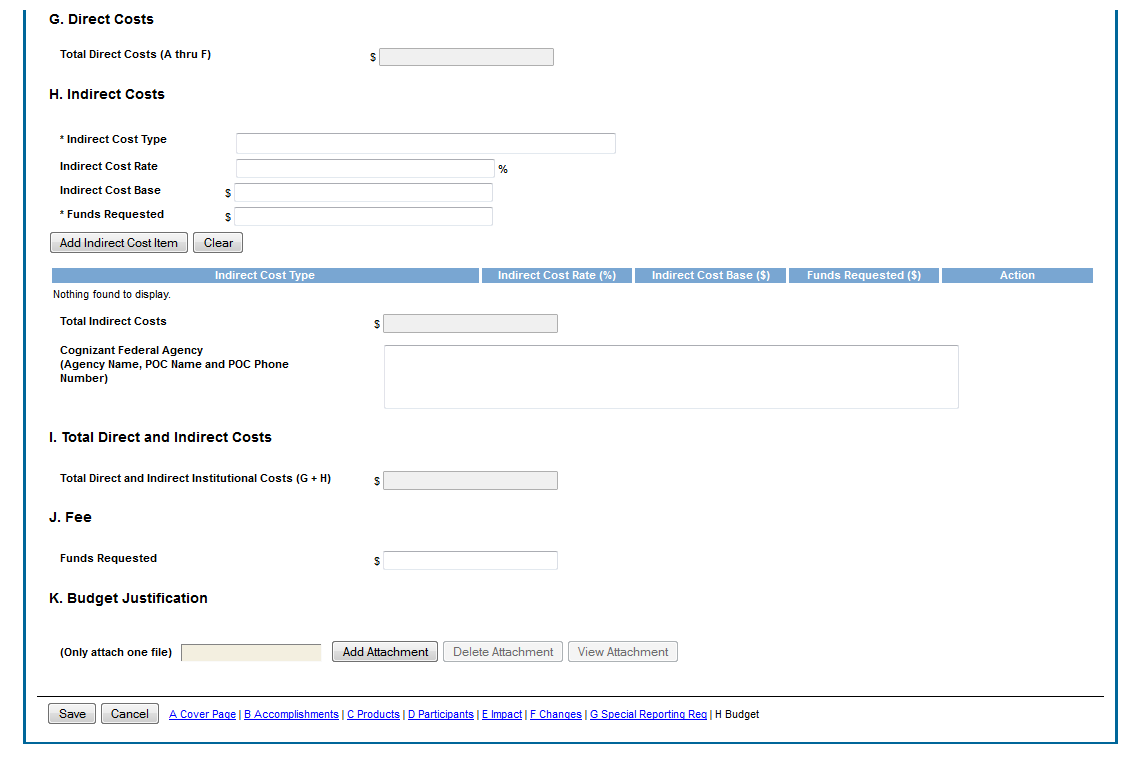 G. Direct Costs
Total Direct Costs (A thru F) $
H. Indirect Costs
* Indirect Cost Type
Indirect Cost Rate %
Indirect Cost Base $
* Funds Requested $
Add Indirect Cost Item Clear
Indirect Cost Type Indirect Cost Rate (%) Indirect Cost Base ($) Funds Requested ($) Action
Nothing found to display.
Total Indirect Costs $
Cognizant Federal Agency
(Agency Name, POC Name and POC Phone
Number)
I. Total Direct and Indirect Costs
Total Direct and Indirect Institutional Costs (G + H) $
J. Fee
Funds Requested $
K. Budget Justification
(Only attach one file) Add Attachment Delete Attachment View Attachment
Save Cancel A Cover Page | B Accomplishments | C Products | D Participants | E Impact | F Changes | G Special Reporting Req | H Budget